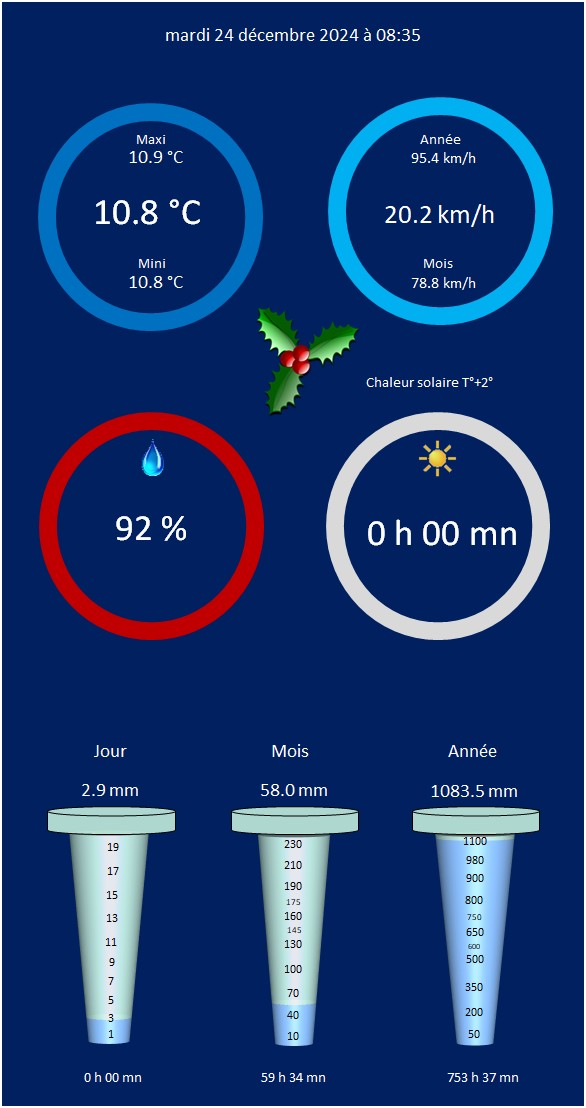 mardi 24 décembre 2024 à 08:35
Maxi
10.9 °C
10.8 °C
Mini
10.8 °C
Année
95.4 km/h
20.2 km/h
Mois
78.8 km/h
Chaleur solaire T°+2°
92 %
0 h 00 mn
Jour
2.9 mm
19
17
15
13
11
9
7
5
3
1
0 h 00 mn
Mois
58.0 mm
230
210
190
175
160
145
130
100
70
40
10
59 h 34 mn
Année
1083.5 mm
1100
980
900
800
750
650
600
500
350
200
50
753 h 37 mn